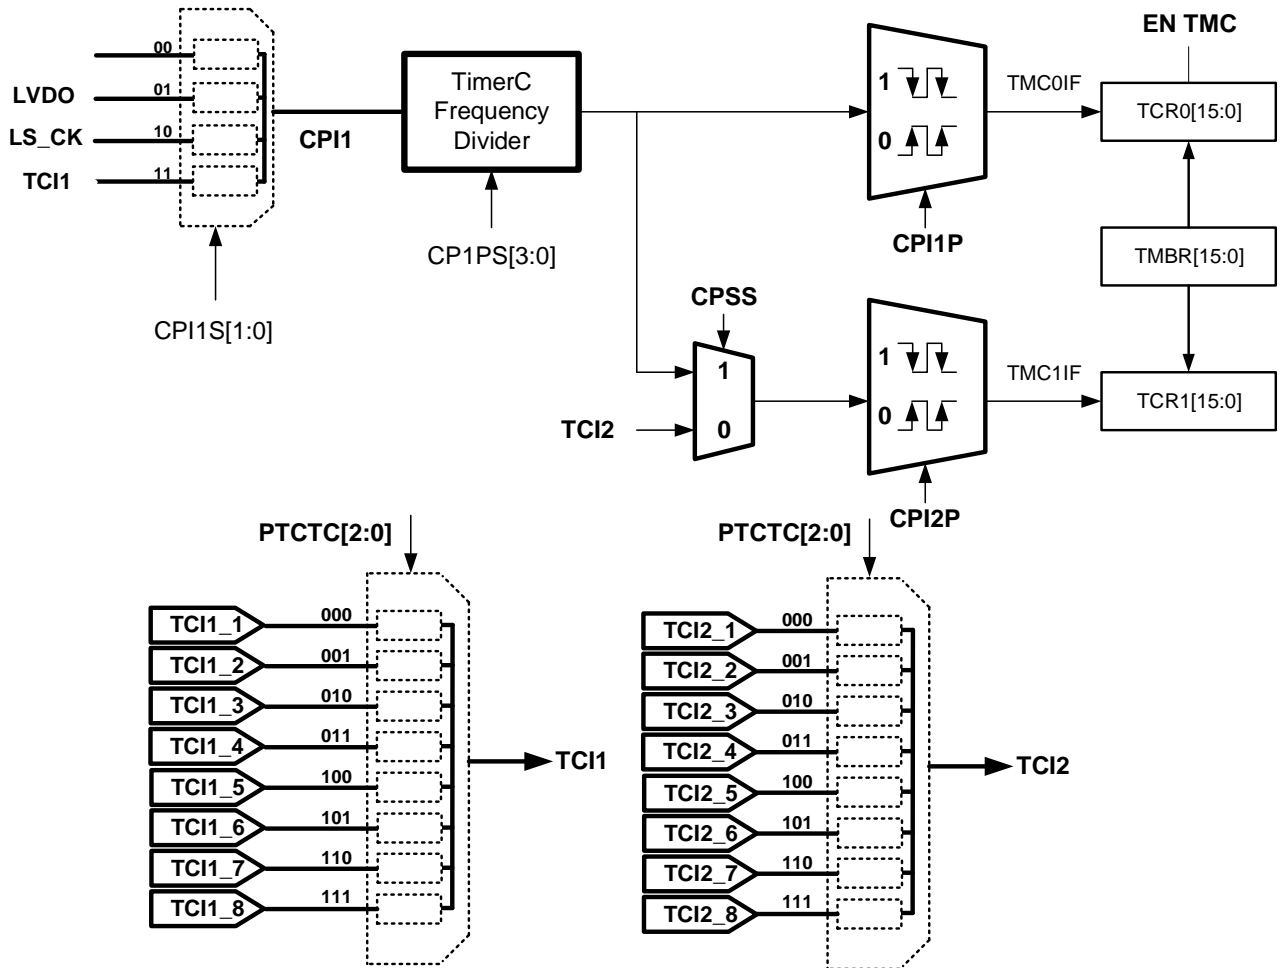 EN TMC
00
LVDO
01
LS_CK
10
TCI1
11
CPI1
TimerC
Frequency
Divider
1
0
TMC0IF
TCR0[15:0]
CPI1P
CP1PS[3:0]
TMBR[15:0]
CPI1S[1:0]
CPSS
1
0
TCI2
1
0
TMC1IF
TCR1[15:0]
CPI2P
PTCTC[2:0]
TCI1_1
000
TCI1_2
001
TCI1_3
010
TCI1_4
011
TCI1_5
100
TCI1_6
101
TCI1_7
110
TCI1_8
111
TCI1
PTCTC[2:0]
TCI2_1
000
TCI2_2
001
TCI2_3
010
TCI2_4
011
TCI2_5
100
TCI2_6
101
TCI2_7
110
TCI2_8
111
TCI2